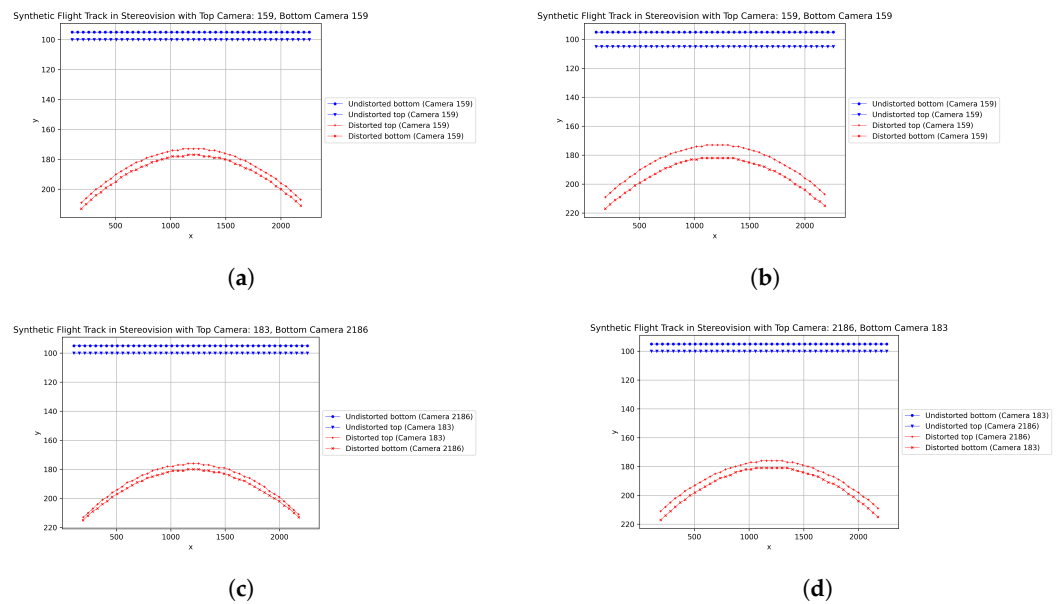 Synthetic Flight Track in Stereovision with Top Camera: 159, Bottom Camera 159
100
120
140
160
180
200
y
500
1000
1500
2000
x
Undistorted bottom (Camera 159)
Undistorted top (Camera 159)
Distorted top (Camera 159)
Distorted bottom (Camera 159)
(a)
Synthetic Flight Track in Stereovision with Top Camera: 159, Bottom Camera 159
100
120
140
160
180
200
220
y
500
1000
1500
2000
x
Undistorted bottom (Camera 159)
Undistorted top (Camera 159)
Distorted top (Camera 159)
Distorted bottom (Camera 159)
(b)
Synthetic Flight Track in Stereovision with Top Camera: 183, Bottom Camera 2186
100
120
140
160
180
200
220
y
500
1000
1500
2000
x
Undistorted bottom (Camera 2186)
Undistorted top (Camera 183)
Distorted top (Camera 183)
Distorted bottom (Camera 2186)
(c)
Synthetic Flight Track in Stereovision with Top Camera: 2186, Bottom Camera 183
100
120
140
160
180
200
220
y
500
1000
1500
2000
x
Undistorted bottom (Camera 183)
Undistorted top (Camera 2186)
Distorted top (Camera 2186)
Distorted bottom (Camera 183)
(d)